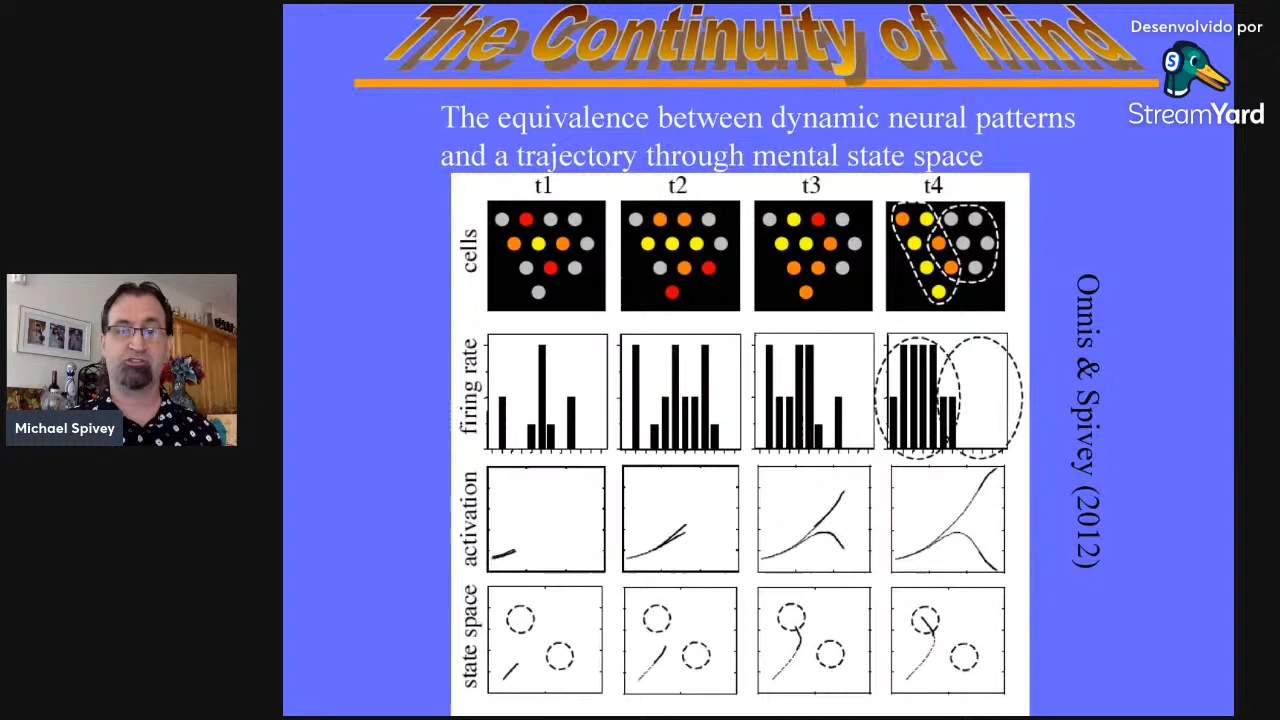 The Continuity of Mind
Desenvolvido por
StreamYard
The equivalence between dynamic neural patterns
and a trajectory through mental state space
t1 t2 t3 t4
cells
firing rate
activation
state space
Onnis & Spivey (2012)
Michael Spivey